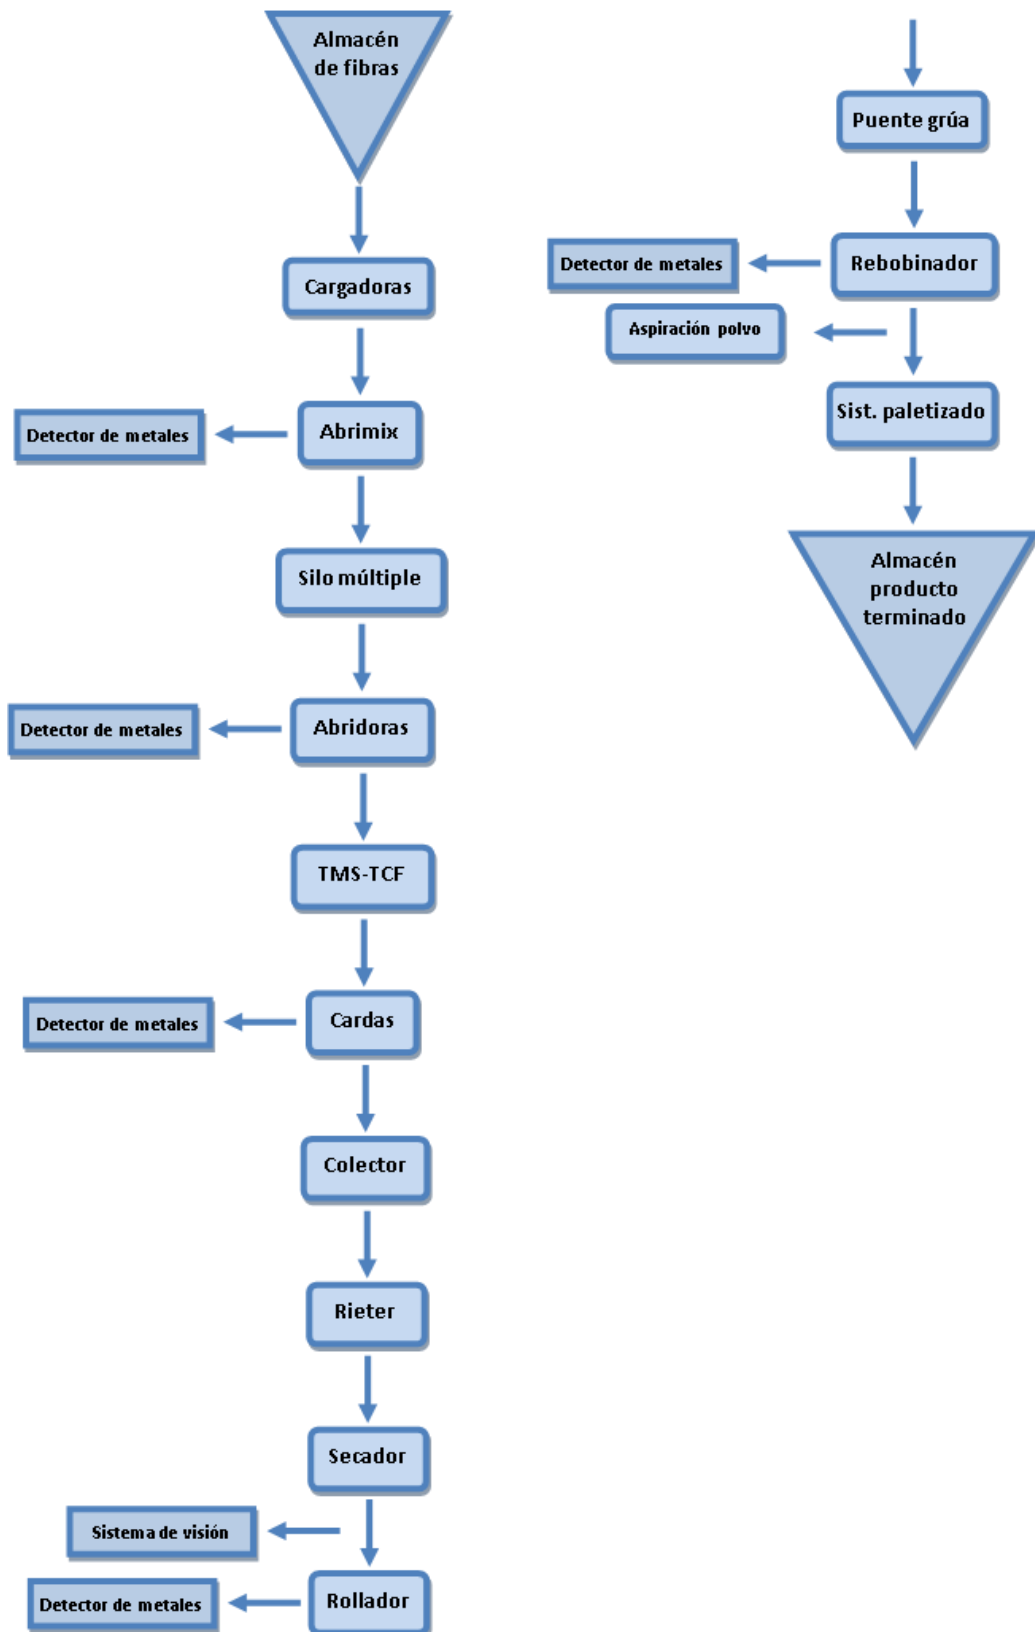 Almacén
de fibras
Cargadoras
Detector de metales
Abrimix
Silo múltiple
Detector de metales
Abridoras
TMS-TCF
Detector de metales
Cardas
Colector
Rieter
Secador
Sistema de visión
Detector de metales
Rollador
Puente grúa
Detector de metales
Rebobinador
Aspiración polvo
Sist. paletizado
Almacén
producto
terminado